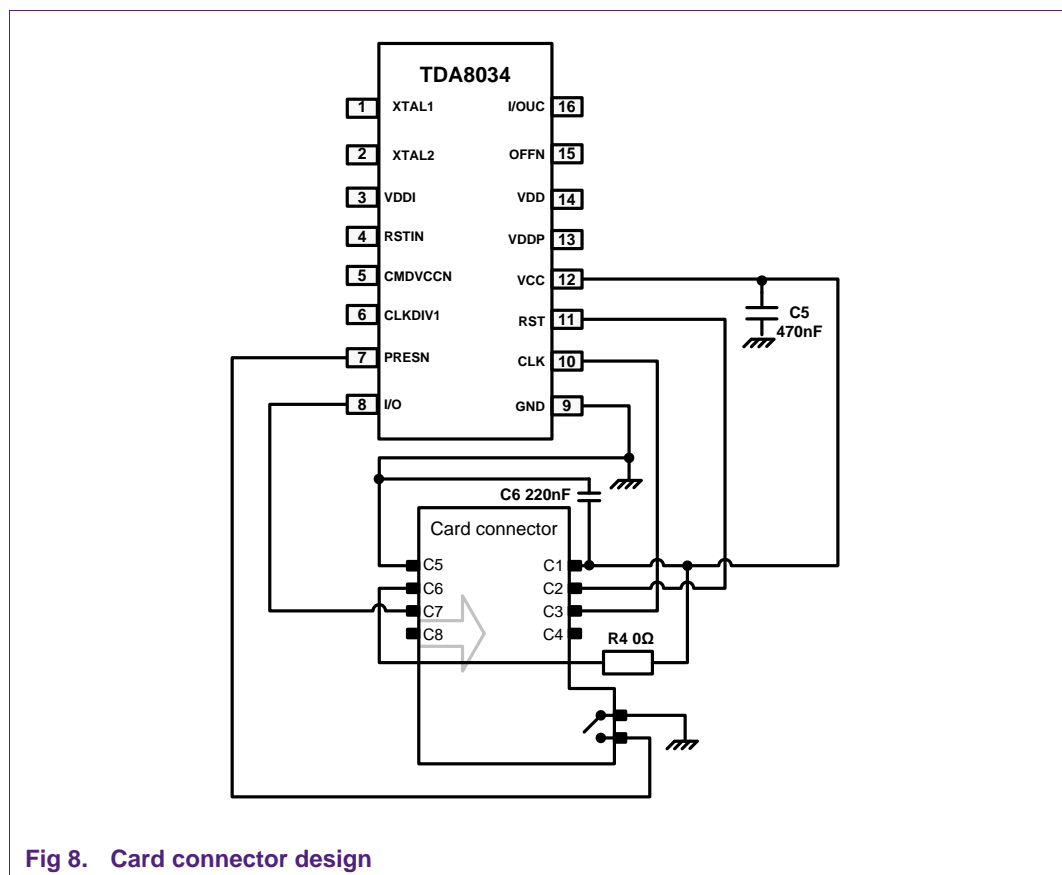 TDA8034
1 XTAL1 I/OUC 16
2 XTAL2 OFFN 15
3 VDDI VDD 14
4 RSTIN VDDP 13
5 CMDVCCN VCC 12
6 CLKDIV1 RST 11
7 PRESN CLK 10
8 I/O GND 9
C5
470nF
C6 220nF
Card connector
C5 C1
C6 C2
C7 C3
C8 C4
R4 0Ω
Fig 8. Card connector design